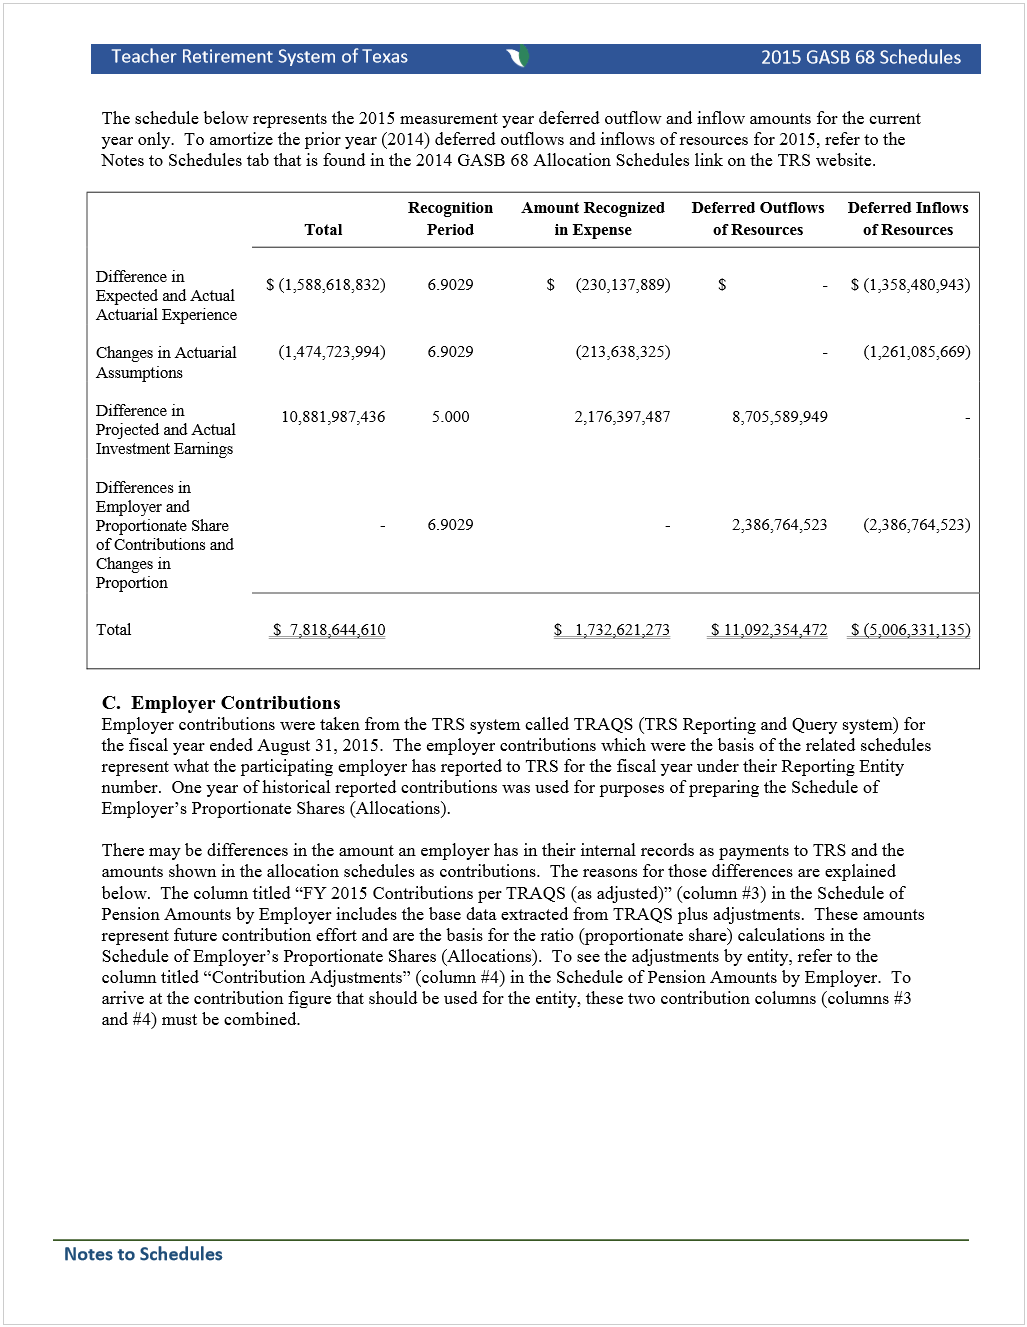 Teacher Retirement System of Texas
2015 GASB 68 Schedules
The schedule below represents the 2015 measurement year deferred outflow and inflow amounts for the current
year only.  To amortize the prior year (2014) deferred outflows and inflows of resources for 2015, refer to the
Notes to Schedules tab that is found in the 2014 GASB 68 Allocation Schedules link on the TRS website.
Total Recognition Period Amount Recognized in Expense Deferred Outflows of Resources Deferred Inflows of Resources
Difference in
Expected and Actual
Actuarial Experience
$ (1,588,618,832) 6.9029 $ (230,137,889) $ - $ (1,358,480,943)
Changes in Actuarial
Assumptions
(1,474,723,994) 6.9029 (213,638,325) - (1,261,085,669)
Difference in
Projected and Actual
Investment Earnings
10,881,987,436 5.000 2,176,397,487 8,705,589,949 -
Differences in
Employer and
Proportionate Share
of Contributions and
Changes in
Proportion
- 6.9029 - 2,386,764,523 (2,386,764,523)
Total $ 7,818,644,610 $ 1,732,621,273 $ 11,092,354,472 $ (5,006,331,135)
C.  Employer Contributions
Employer contributions were taken from the TRS system called TRAQS (TRS Reporting and Query system) for
the fiscal year ended August 31, 2015.  The employer contributions which were the basis of the related schedules
represent what the participating employer has reported to TRS for the fiscal year under their Reporting Entity
number.  One year of historical reported contributions was used for purposes of preparing the Schedule of
Employer’s Proportionate Shares (Allocations).
There may be differences in the amount an employer has in their internal records as payments to TRS and the
amounts shown in the allocation schedules as contributions.  The reasons for those differences are explained
below.  The column titled “FY 2015 Contributions per TRAQS (as adjusted)” (column #3) in the Schedule of
Pension Amounts by Employer includes the base data extracted from TRAQS plus adjustments.  These amounts
represent future contribution effort and are the basis for the ratio (proportionate share) calculations in the
Schedule of Employer’s Proportionate Shares (Allocations).  To see the adjustments by entity, refer to the
column titled “Contribution Adjustments” (column #4) in the Schedule of Pension Amounts by Employer.  To
arrive at the contribution figure that should be used for the entity, these two contribution columns (columns #3
and #4) must be combined.
Notes to Schedules